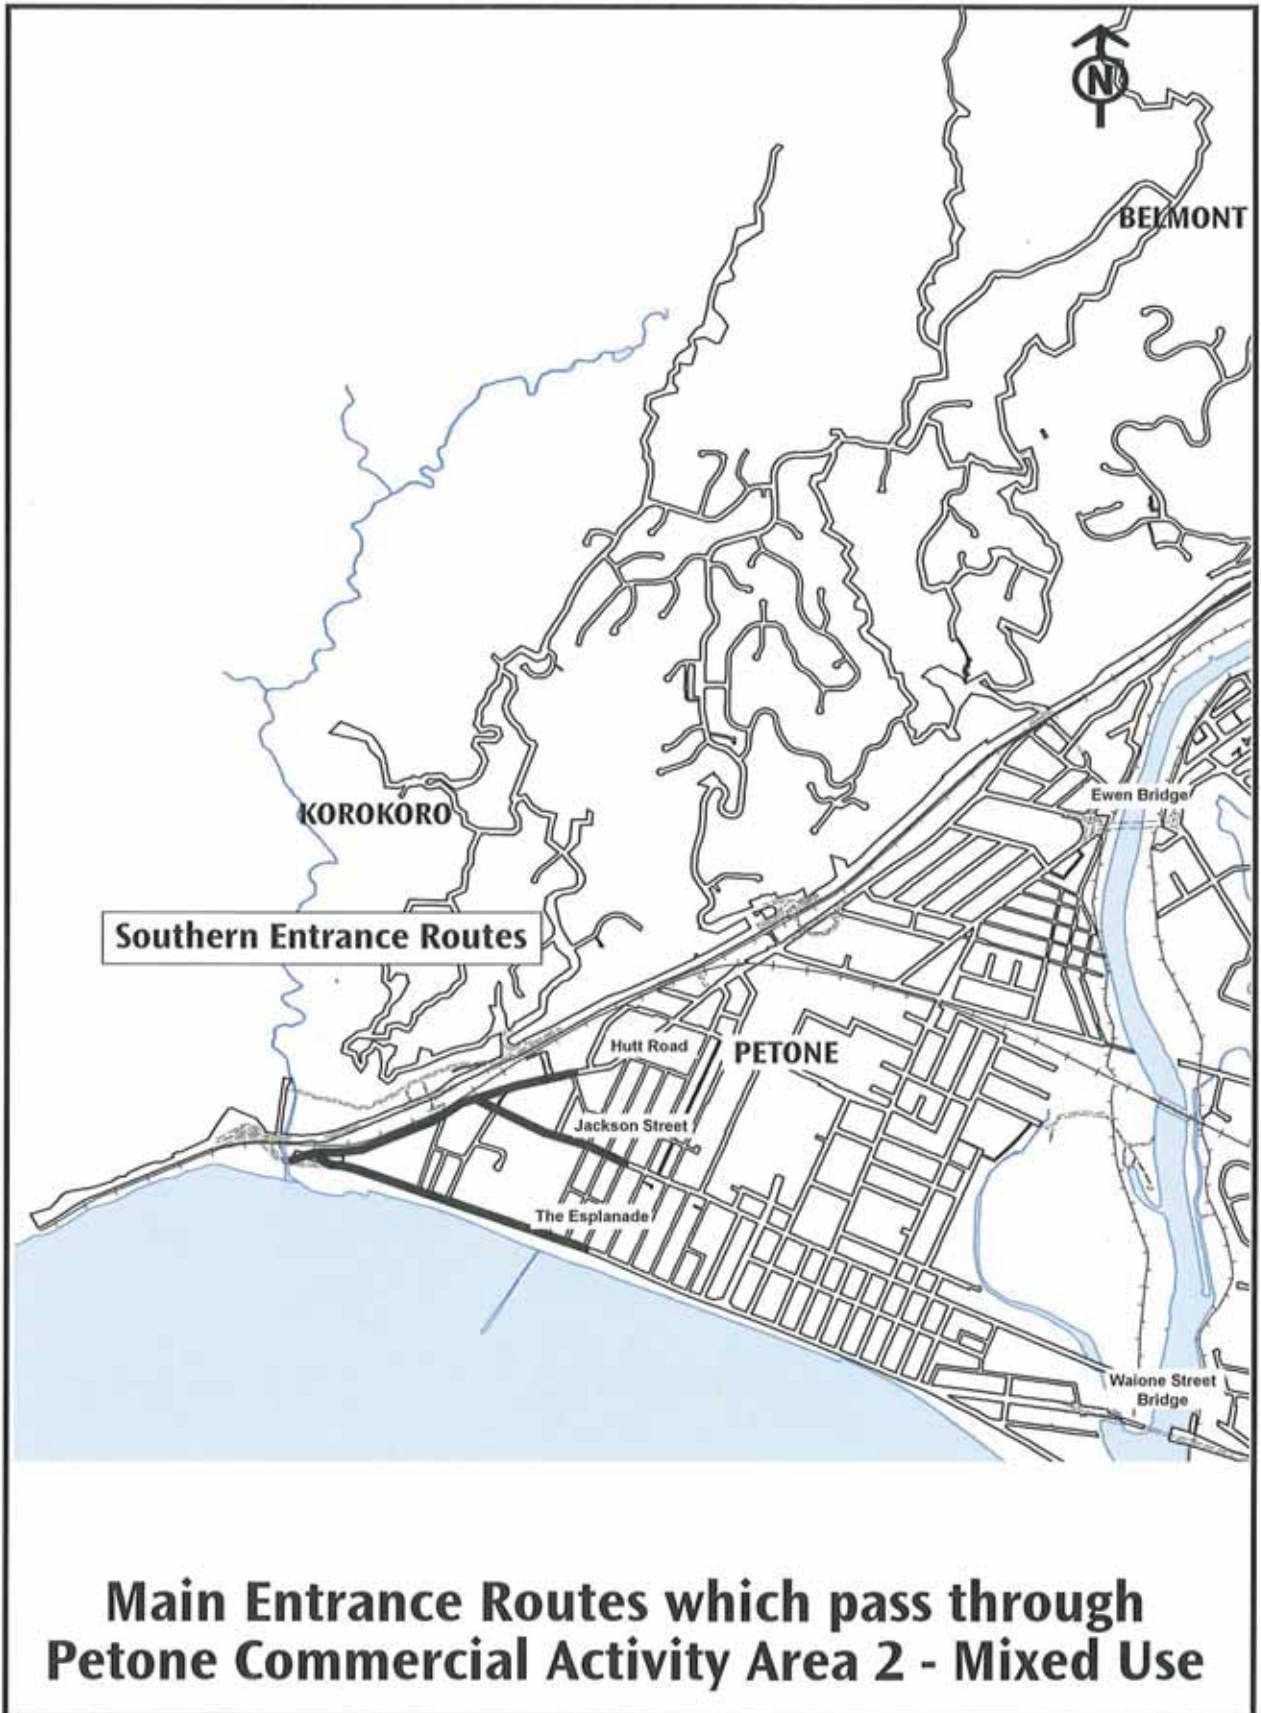 N
BELMONT
Ewen Bridge
KOROKORO
Southern Entrance Routes
Hutt Road
PETONE
Jackson Street
The Esplanade
Waione Street
Bridge
Main Entrance Routes which pass through
Petone Commercial Activity Area 2 - Mixed Use